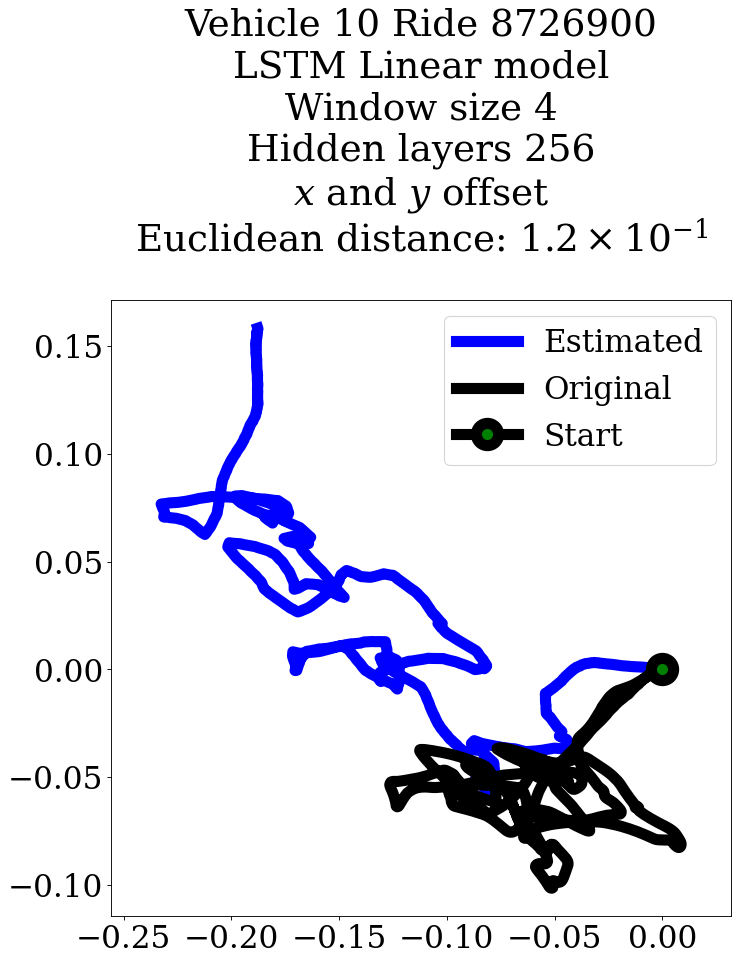 Vehicle 10 Ride 8726900
LSTM Linear model
Window size 4
Hidden layers 256
x and y offset
Euclidean distance: 1.2 × 10⁻¹
Estimated
Original
Start
0.15
0.10
0.05
0.00
−0.05
−0.10
−0.25 −0.20 −0.15 −0.10 −0.05 0.00